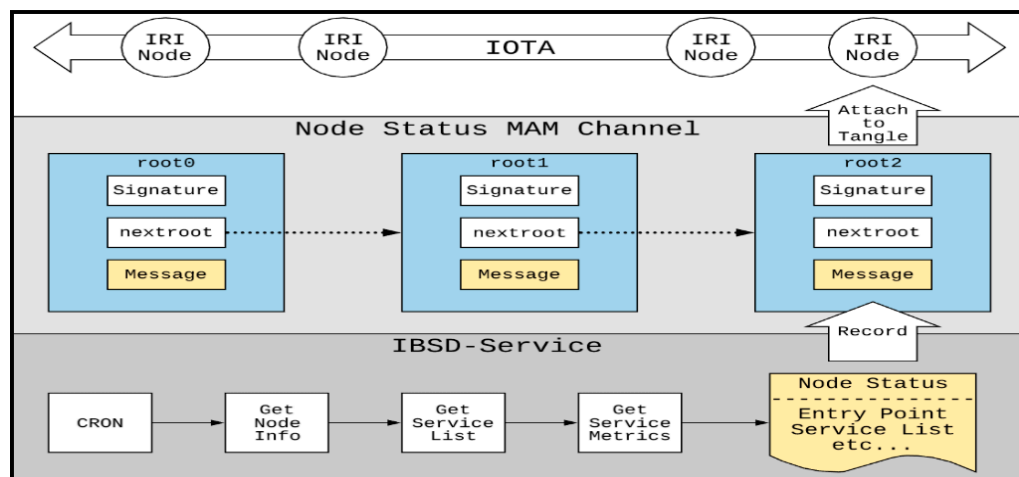 IRI
Node
IRI
Node
IOTA
IRI
Node
IRI
Node
Attach
to
Tangle
Node Status MAM Channel
root0
Signature
nextroot
Message
root1
Signature
nextroot
Message
root2
Signature
nextroot
Message
Record
IBSD-Service
CRON
Get
Node
Info
Get
Service
List
Get
Service
Metrics
Node Status
Entry Point
Service List
etc...